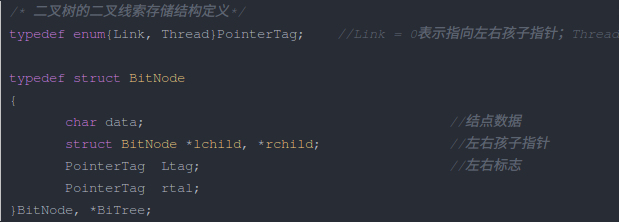 /* 二叉树的二叉线索存储结构定义*/
typedef enum{Link, Thread}PointerTag; //Link = 0表示指向左右孩子指针; Thread
typedef struct BitNode
{
char data; //结点数据
struct BitNode *lchild, *rchild; //左右孩子指针
PointerTag Ltag; //左右标志
PointerTag rtal;
}BitNode, *BiTree;